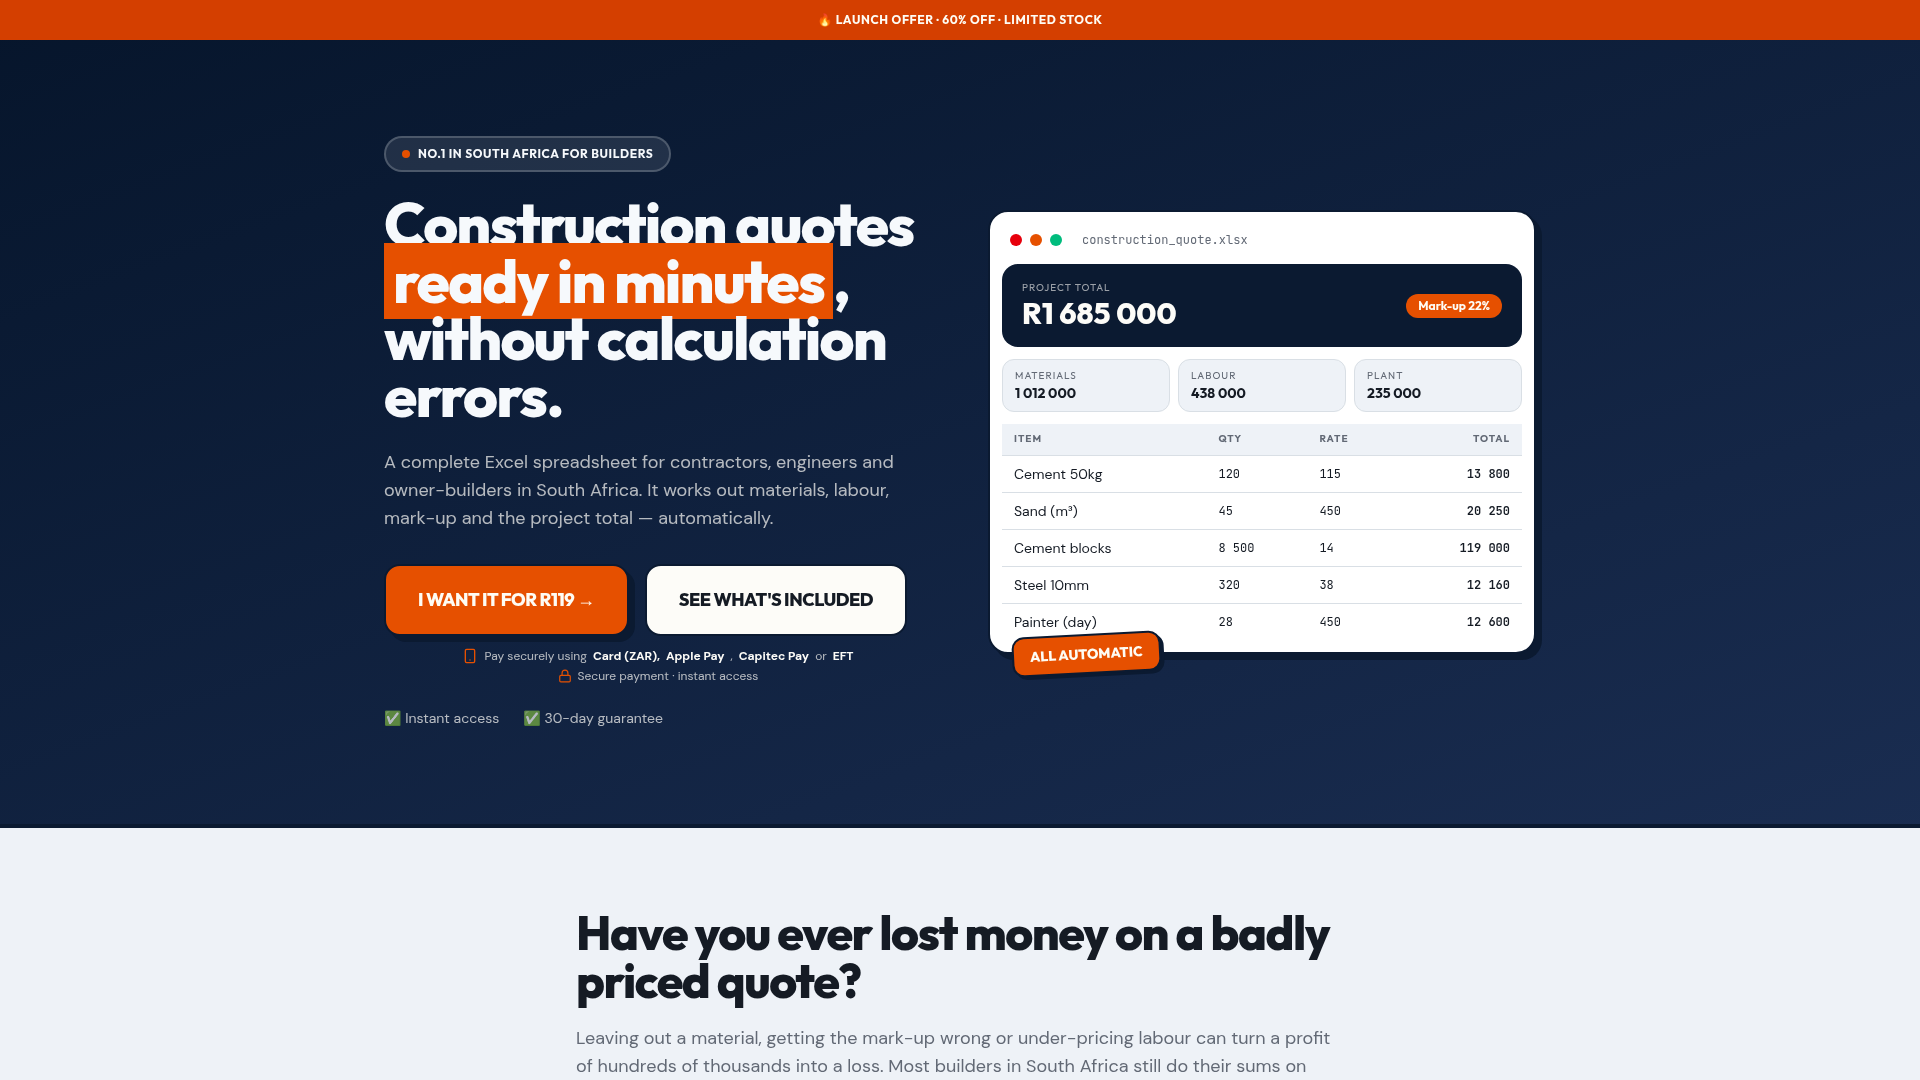 🔥 LAUNCH OFFER · 60% OFF · LIMITED STOCK
NO.1 IN SOUTH AFRICA FOR BUILDERS
Construction quotes
ready in minutes,
without calculation
errors.
A complete Excel spreadsheet for contractors, engineers and
owner-builders in South Africa. It works out materials, labour,
mark-up and the project total — automatically.
I WANT IT FOR R119 →
SEE WHAT'S INCLUDED
Pay securely using Card (ZAR), Apple Pay , Capitec Pay or EFT
Secure payment · instant access
✅ Instant access
✅ 30-day guarantee
construction_quote.xlsx
PROJECT TOTAL
R1 685 000
Mark-up 22%
MATERIALS
1 012 000
LABOUR
438 000
PLANT
235 000
ITEM QTY RATE TOTAL
Cement 50kg 120 115 13 800
Sand (m³) 45 450 20 250
Cement blocks 8 500 14 119 000
Steel 10mm 320 38 12 160
Painter (day) 28 450 12 600
ALL AUTOMATIC
Have you ever lost money on a badly
priced quote?
Leaving out a material, getting the mark-up wrong or under-pricing labour can turn a profit
of hundreds of thousands into a loss. Most builders in South Africa still do their sums on